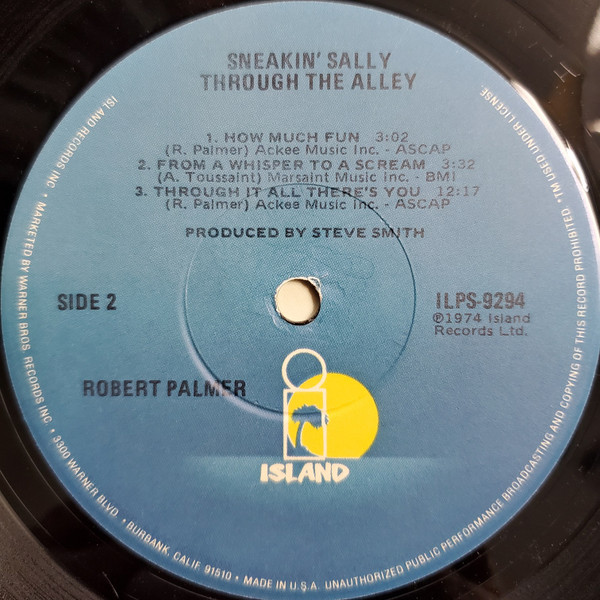 SNEAKIN' SALLY
THROUGH THE ALLEY
1. HOW MUCH FUN 3:02
(R. Palmer) Ackee Music Inc. - ASCAP
2. FROM A WHISPER TO A SCREAM 3:32
(A. Toussaint) Marsaint Music inc. - BMI
3. THROUGH IT ALL THERE'S YOU 12:17
(R. Palmer) Ackee Music Inc. - ASCAP
PRODUCED BY STEVE SMITH
SIDE 2
ILPS-9294
℗1974 Island
Records Ltd.
ROBERT PALMER
ISLAND
ISLAND RECORDS INC. • MARKETED BY WARNER BROS. RECORDS INC. • 3300 WARNER BLVD. • BURBANK, CALIF. 91510 • MADE IN U.S.A. UNAUTHORIZED PUBLIC PERFORMANCE BROADCASTING AND COPYING OF THIS RECORD PROHIBITED • TM USED UNDER LICENSE.